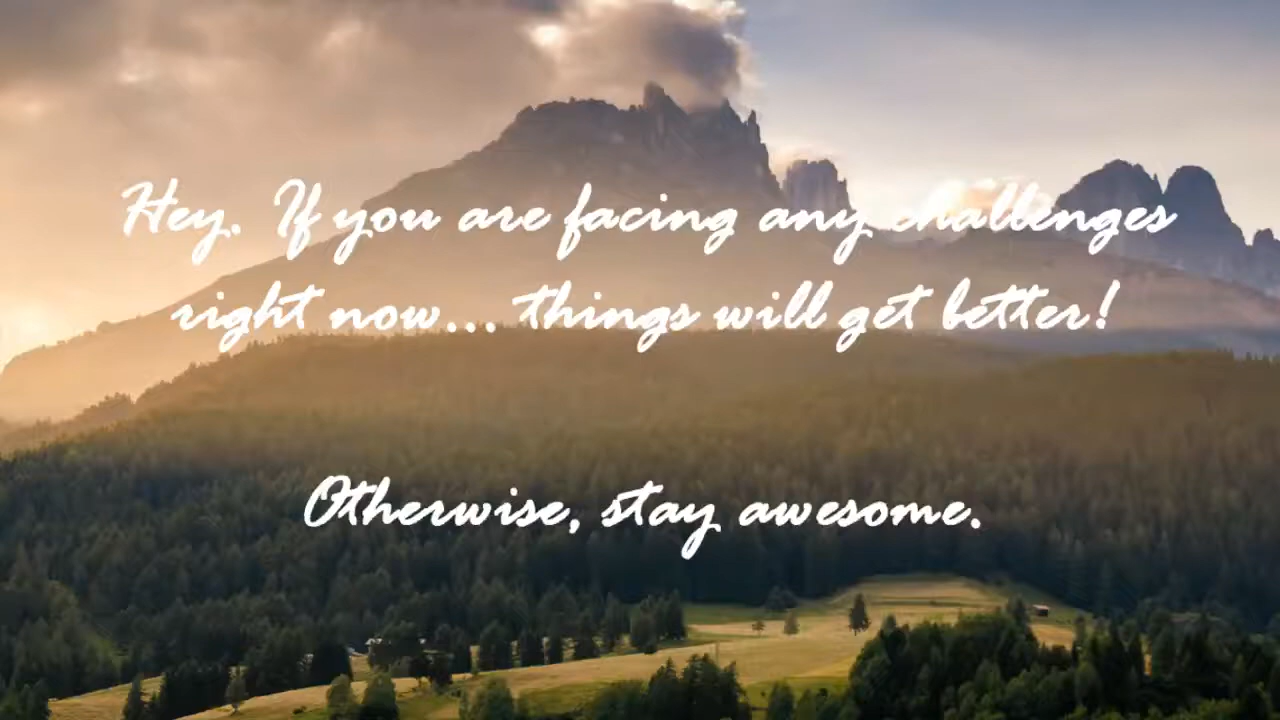 Hey. If you are facing any challenges
right now... things will get better!
Otherwise, stay awesome.